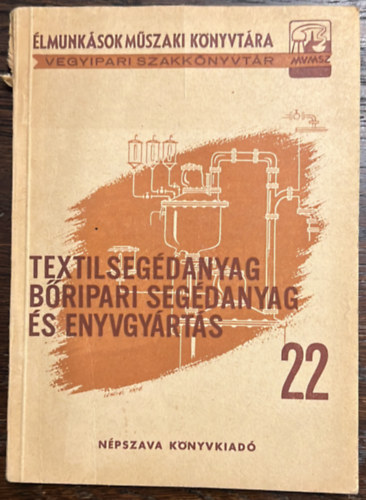 ÉLMUNKÁSOK MŰSZAKI KÖNYVTÁRA
VEGYIPARI SZAKKÖNYVTÁR
MVMSZ
TEXTILSEGÉDANYAG
BŐRIPARI SEGÉDANYAG
ÉS ENYVGYÁRTÁS
22
NÉPSZAVA KÖNYVKIADÓ